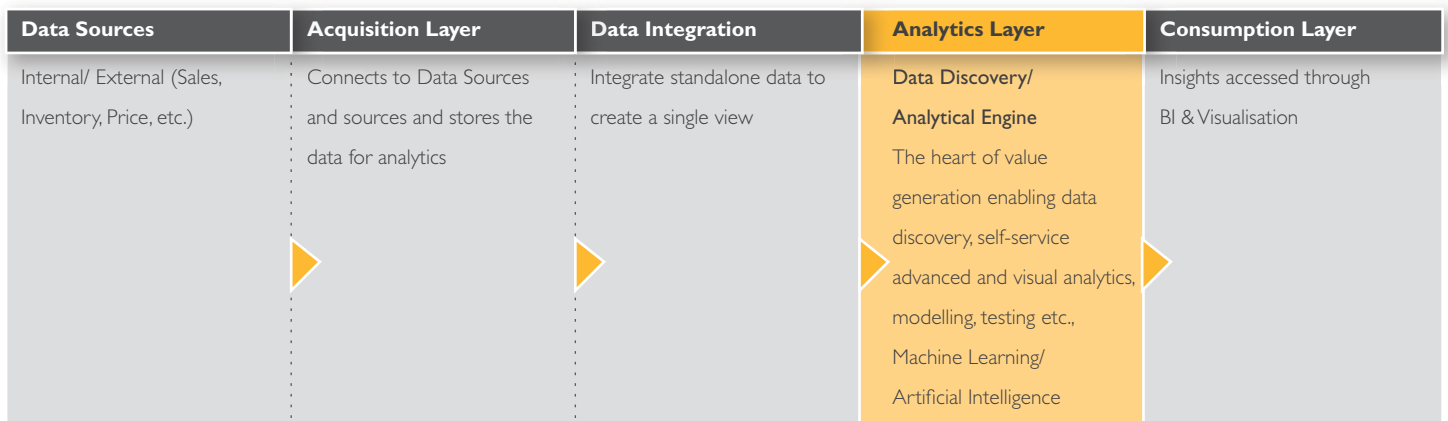 Data Sources
Internal/ External (Sales,
Inventory, Price, etc.)
Acquisition Layer
Connects to Data Sources
and sources and stores the
data for analytics
Data Integration
Integrate standalone data to
create a single view
Analytics Layer
Data Discovery/
Analytical Engine
The heart of value
generation enabling data
discovery, self-service
advanced and visual analytics,
modelling, testing etc.,
Machine Learning/
Artificial Intelligence
Consumption Layer
Insights accessed through
BI & Visualisation